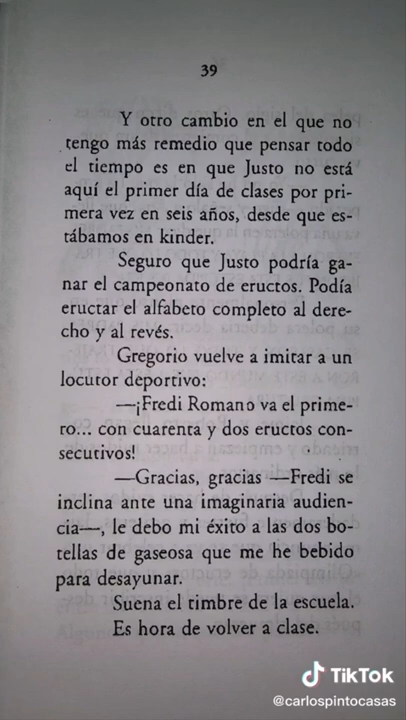 39
Y otro cambio en el que no
tengo más remedio que pensar todo
el tiempo es en que Justo no está
aquí el primer día de clases por pri-
mera vez en seis años, desde que es-
tábamos en kinder.
Seguro que Justo podría ga-
nar el campeonato de eructos. Podía
eructar el alfabeto completo al dere-
cho y al revés.
Gregorio vuelve a imitar a un
locutor deportivo:
—¡Fredi Romano va el prime-
ro... con cuarenta y dos eructos con-
secutivos!
—Gracias, gracias —Fredi se
inclina ante una imaginaria audien-
cia—, le debo mi éxito a las dos bo-
tellas de gaseosa que me he bebido
para desayunar.
Suena el timbre de la escuela.
Es hora de volver a clase.
TikTok
@carlospintocasas